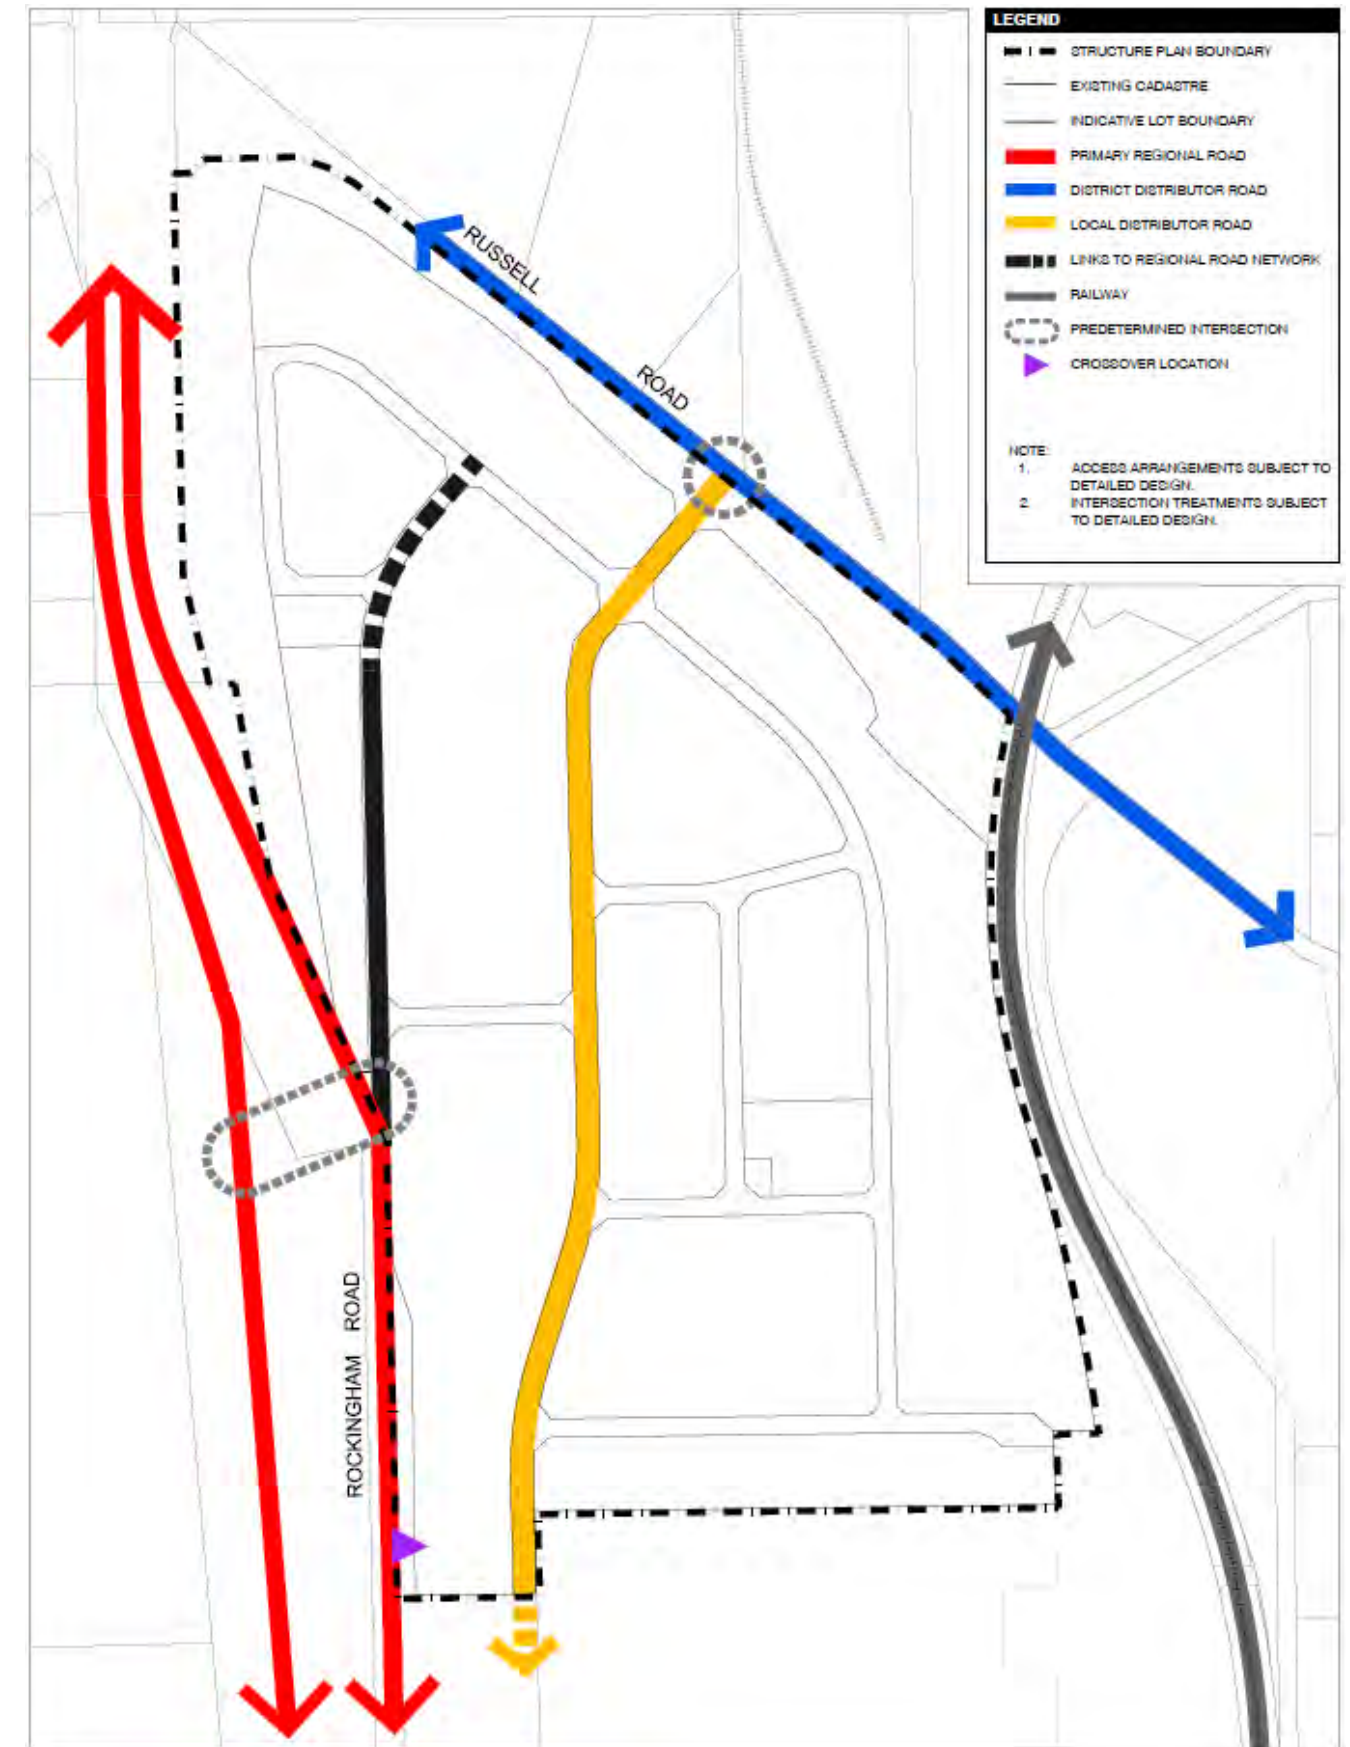 LEGEND
STRUCTURE PLAN BOUNDARY
EXISTING CADASTRE
INDICATIVE LOT BOUNDARY
PRIMARY REGIONAL ROAD
DISTRICT DISTRIBUTOR ROAD
LOCAL DISTRIBUTOR ROAD
LINKS TO REGIONAL ROAD NETWORK
RAILWAY
PREDETERMINED INTERSECTION
CROSSOVER LOCATION
NOTE:
1. ACCESS ARRANGEMENTS SUBJECT TO
DETAILED DESIGN.
2 INTERSECTION TREATMENTS SUBJECT
TO DETAILED DESIGN.
RUSSELL
ROAD
ROCKINGHAM ROAD